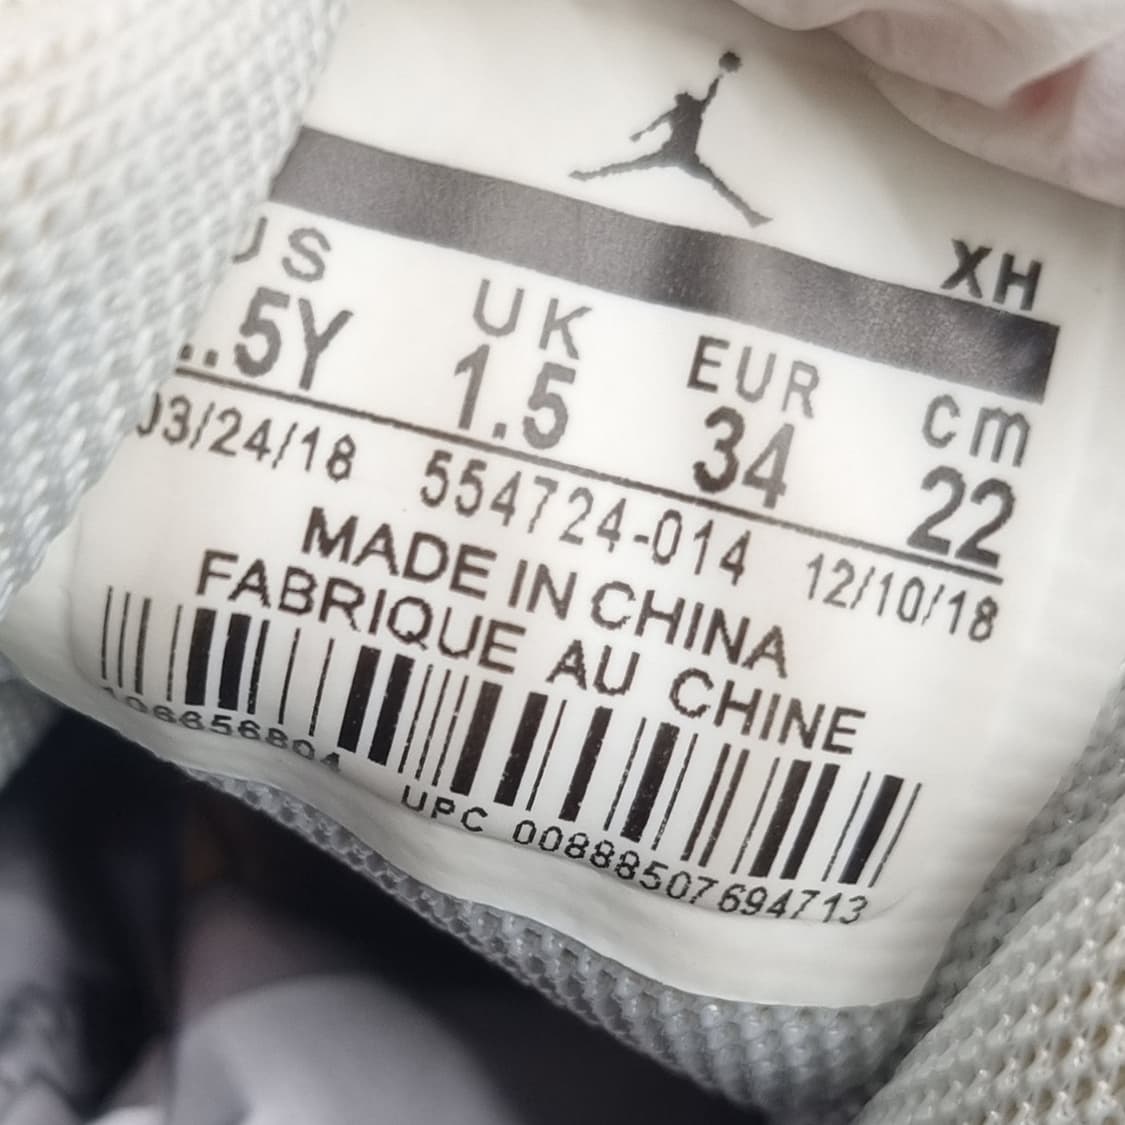 XH
US UK EUR cm
.5Y 1.5 34 22
03/24/18 554724-014 12/10/18
MADE IN CHINA
FABRIQUE AU CHINE
UPC 00888507694713